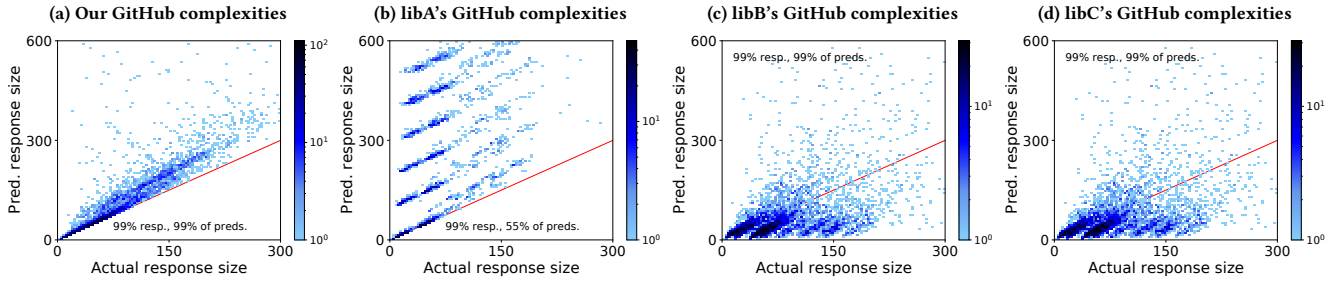 (a) Our GitHub complexities
600
300
0
0
150
300
Pred. response size
Actual response size
99% resp., 99% of preds.
10²
10¹
10⁰
(b) libA's GitHub complexities
600
300
0
0
150
300
Pred. response size
Actual response size
99% resp., 55% of preds.
10¹
10⁰
(c) libB's GitHub complexities
600
300
0
0
150
300
Pred. response size
Actual response size
99% resp., 99% of preds.
10¹
10⁰
(d) libC's GitHub complexities
600
300
0
0
150
300
Pred. response size
Actual response size
99% resp., 99% of preds.
10¹
10⁰